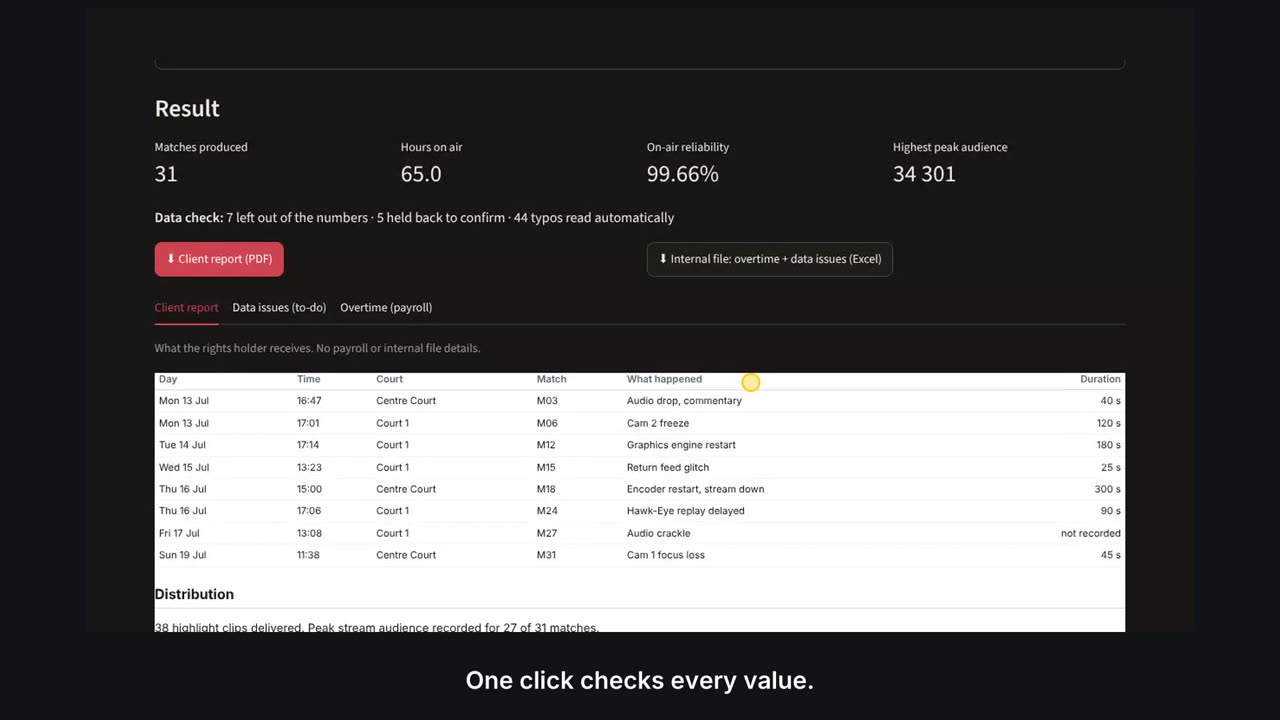 Result
Matches produced Hours on air On-air reliability Highest peak audience
31 65.0 99.66% 34 301
Data check: 7 left out of the numbers · 5 held back to confirm · 44 typos read automatically
⬇ Client report (PDF) ⬇ Internal file: overtime + data issues (Excel)
Client report Data issues (to-do) Overtime (payroll)
What the rights holder receives. No payroll or internal file details.
Day Time Court Match What happened Duration
Mon 13 Jul 16:47 Centre Court M03 Audio drop, commentary 40 s
Mon 13 Jul 17:01 Court 1 M06 Cam 2 freeze 120 s
Tue 14 Jul 17:14 Court 1 M12 Graphics engine restart 180 s
Wed 15 Jul 13:23 Court 1 M15 Return feed glitch 25 s
Thu 16 Jul 15:00 Centre Court M18 Encoder restart, stream down 300 s
Thu 16 Jul 17:06 Court 1 M24 Hawk-Eye replay delayed 90 s
Fri 17 Jul 13:08 Court 1 M27 Audio crackle not recorded
Sun 19 Jul 11:38 Centre Court M31 Cam 1 focus loss 45 s
Distribution
38 highlight clips delivered. Peak stream audience recorded for 27 of 31 matches.
One click checks every value.